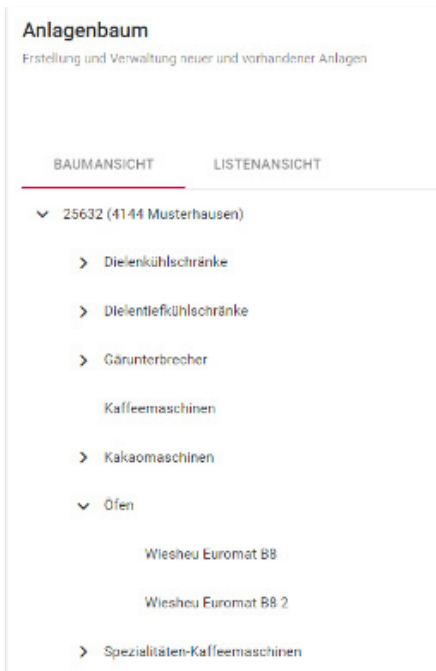 Anlagenbaum
Erstellung und Verwaltung neuer und vorhandener Anlagen
BAUMANSICHT LISTENANSICHT
25632 (4144 Musterhausen)
Dielenkühlschränke
Dielentiefkühlschränke
Gärunterbrecher
Kaffeemaschinen
Kakaomaschinen
Öfen
Wiesheu Euromat B8
Wiesheu Euromat B8 2
Spezialitäten-Kaffeemaschinen